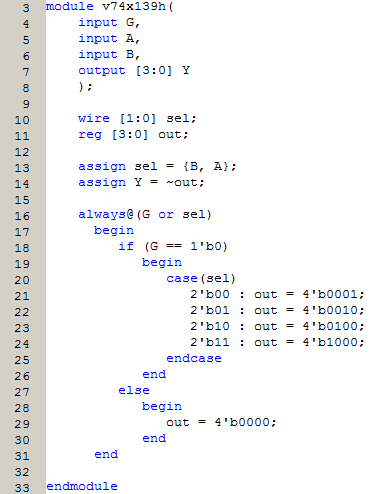 3 module v74x139h(
4 input G,
5 input A,
6 input B,
7 output [3:0] Y
8 );
9
10 wire [1:0] sel;
11 reg [3:0] out;
12
13 assign sel = {B, A};
14 assign Y = ~out;
15
16 always@(G or sel)
17 begin
18 if (G == 1'b0)
19 begin
20 case(sel)
21 2'b00 : out = 4'b0001;
22 2'b01 : out = 4'b0010;
23 2'b10 : out = 4'b0100;
24 2'b11 : out = 4'b1000;
25 endcase
26 end
27 else
28 begin
29 out = 4'b0000;
30 end
31 end
32
33 endmodule